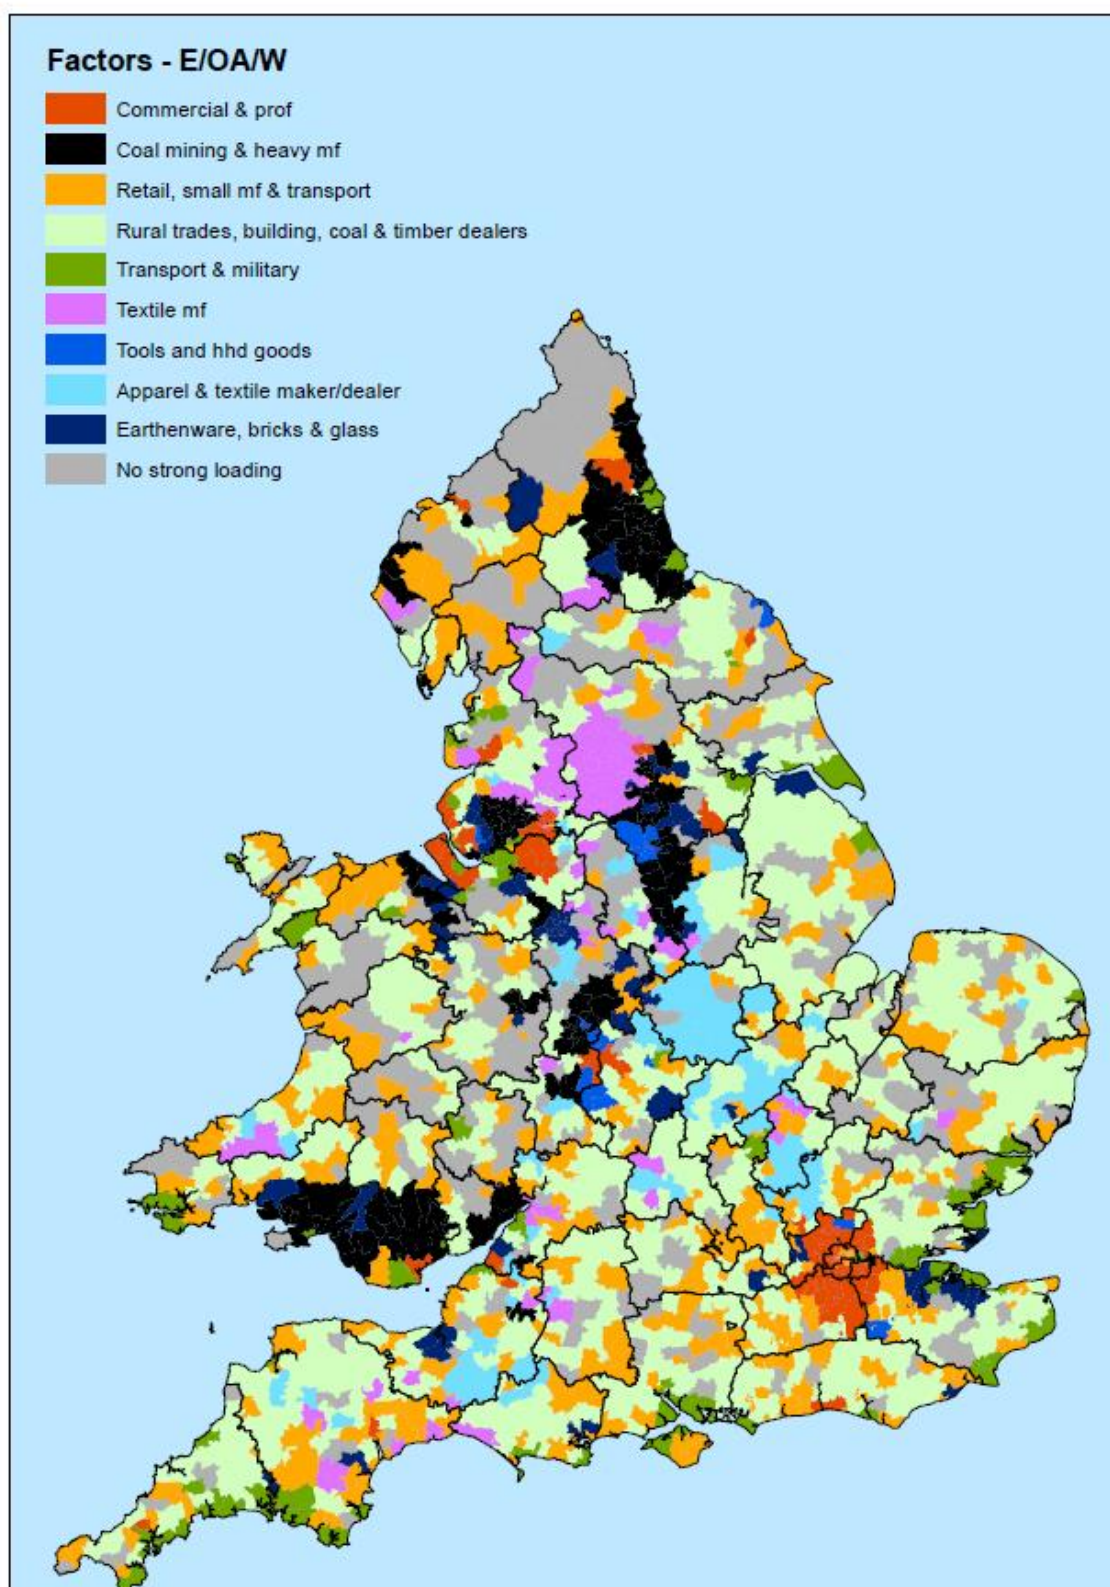 Factors - E/OA/W
Commercial & prof
Coal mining & heavy mf
Retail, small mf & transport
Rural trades, building, coal & timber dealers
Transport & military
Textile mf
Tools and hhd goods
Apparel & textile maker/dealer
Earthenware, bricks & glass
No strong loading